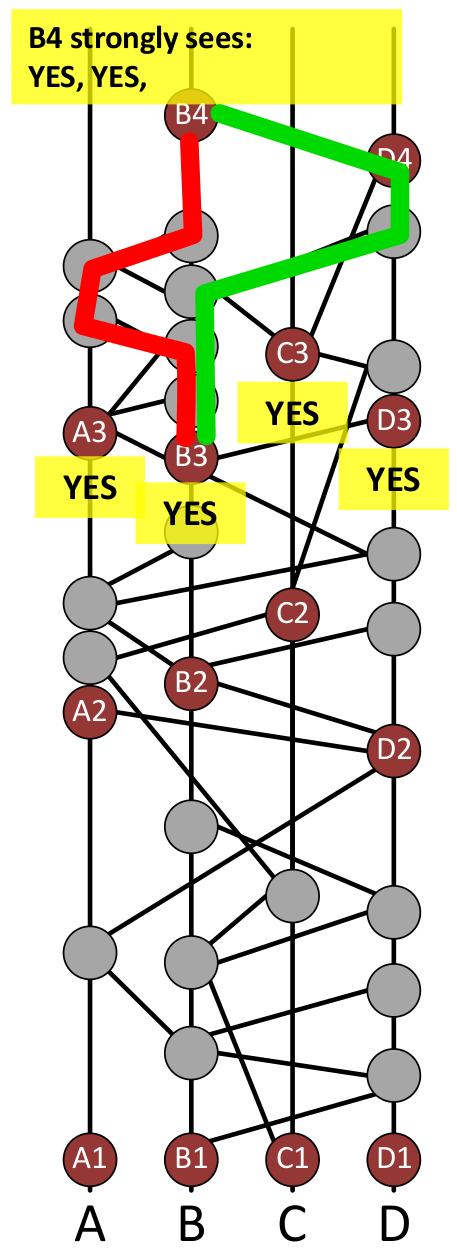 B4 strongly sees:
YES, YES,
B4
D4
C3
YES
A3
B3
D3
YES
YES
YES
C2
B2
A2
D2
A1 B1 C1 D1
A B C D